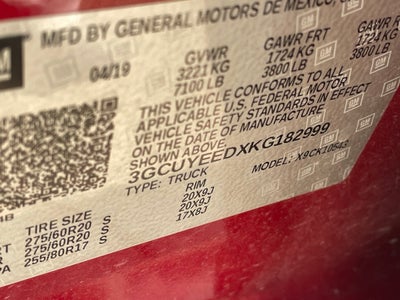 MFD BY GENERAL MOTORS DE MEXICO,
GM
04/19 GVWR GAWR FRT GAWR RR
3221 KG 1724 KG 1724 KG
7100 LB 3800 LB 3800 LB
THIS VEHICLE CONFORMS TO ALL
APPLICABLE U.S. FEDERAL MOTOR
VEHICLE SAFETY STANDARDS IN EFFECT
ON THE DATE OF MANUFACTURE
SHOWN ABOVE.
3GCUYEEDXKG182999
TYPE: TRUCK MODEL: X9CK10543
TIRE SIZE RIM
RT 275/60R20 S 20X9J
275/60R20 S 20X9J
PA 255/80R17 S 17X8J